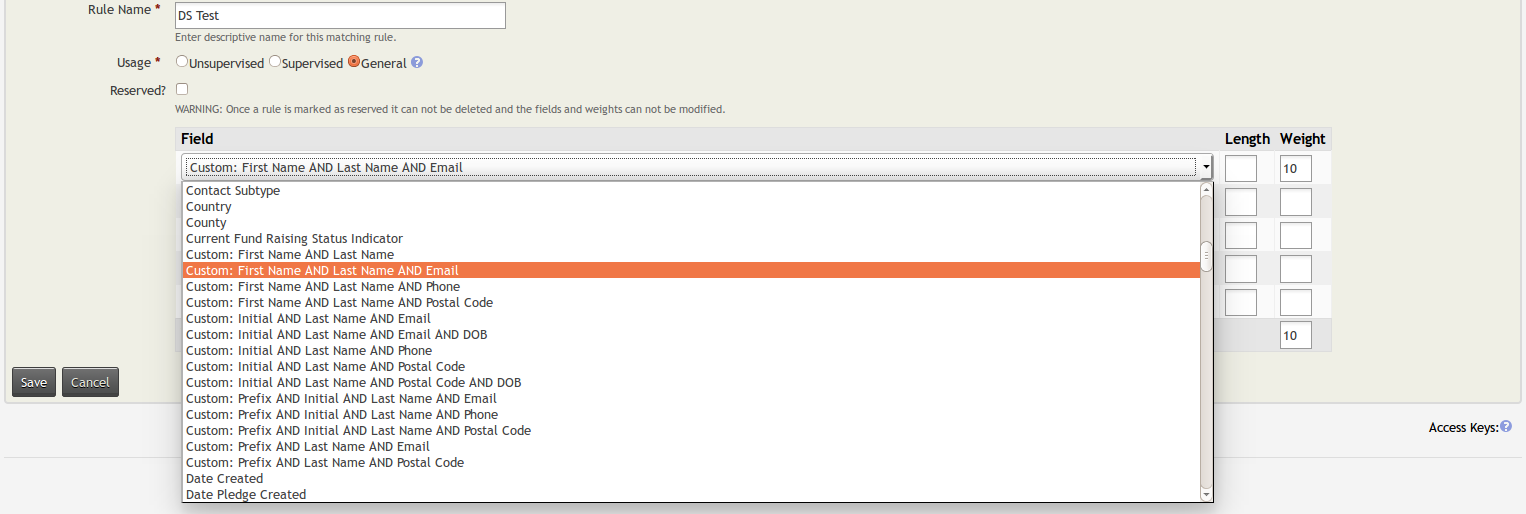 Rule Name *
DS Test
Enter descriptive name for this matching rule.
Usage * Unsupervised Supervised General ?
Reserved?
WARNING: Once a rule is marked as reserved it can not be deleted and the fields and weights can not be modified.
Field Length Weight
Custom: First Name AND Last Name AND Email 10
Contact Subtype
Country
County
Current Fund Raising Status Indicator
Custom: First Name AND Last Name
Custom: First Name AND Last Name AND Email
Custom: First Name AND Last Name AND Phone
Custom: First Name AND Last Name AND Postal Code
Custom: Initial AND Last Name AND Email
Custom: Initial AND Last Name AND Email AND DOB
10
Custom: Initial AND Last Name AND Phone
Custom: Initial AND Last Name AND Postal Code
Custom: Initial AND Last Name AND Postal Code AND DOB
Custom: Prefix AND Initial AND Last Name AND Email
Custom: Prefix AND Initial AND Last Name AND Phone
Custom: Prefix AND Initial AND Last Name AND Postal Code
Custom: Prefix AND Last Name AND Email
Custom: Prefix AND Last Name AND Postal Code
Date Created
Date Pledge Created
Save Cancel
Access Keys: ?